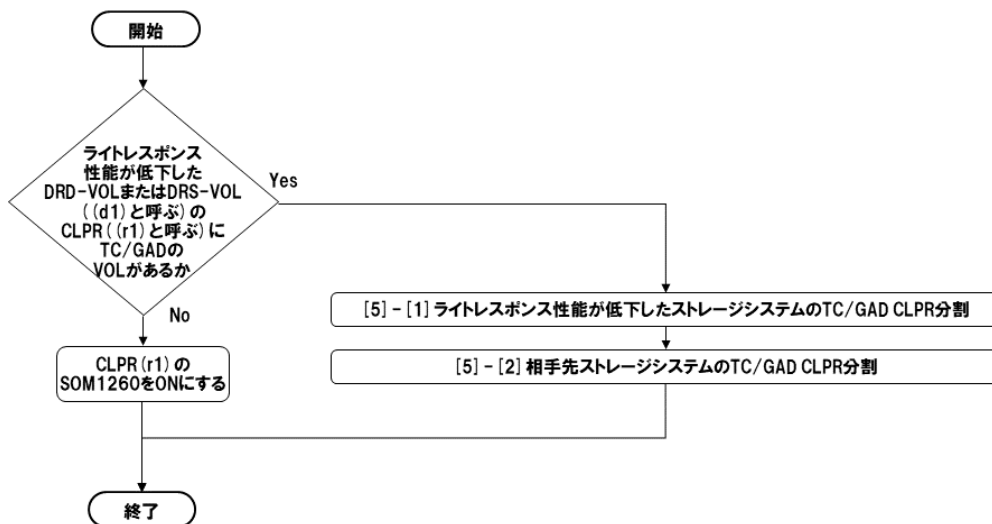 開始
ライトレスポンス
性能が低下した
DRD-VOLまたはDRS-VOL
((d1)と呼ぶ)の
CLPR((r1)と呼ぶ)に
TC/GADの
VOLがあるか
Yes
No
[5]-[1]ライトレスポンス性能が低下したストレージシステムのTC/GAD CLPR分割
CLPR(r1)の
SOM1260をONにする
[5]-[2]相手先ストレージシステムのTC/GAD CLPR分割
終了